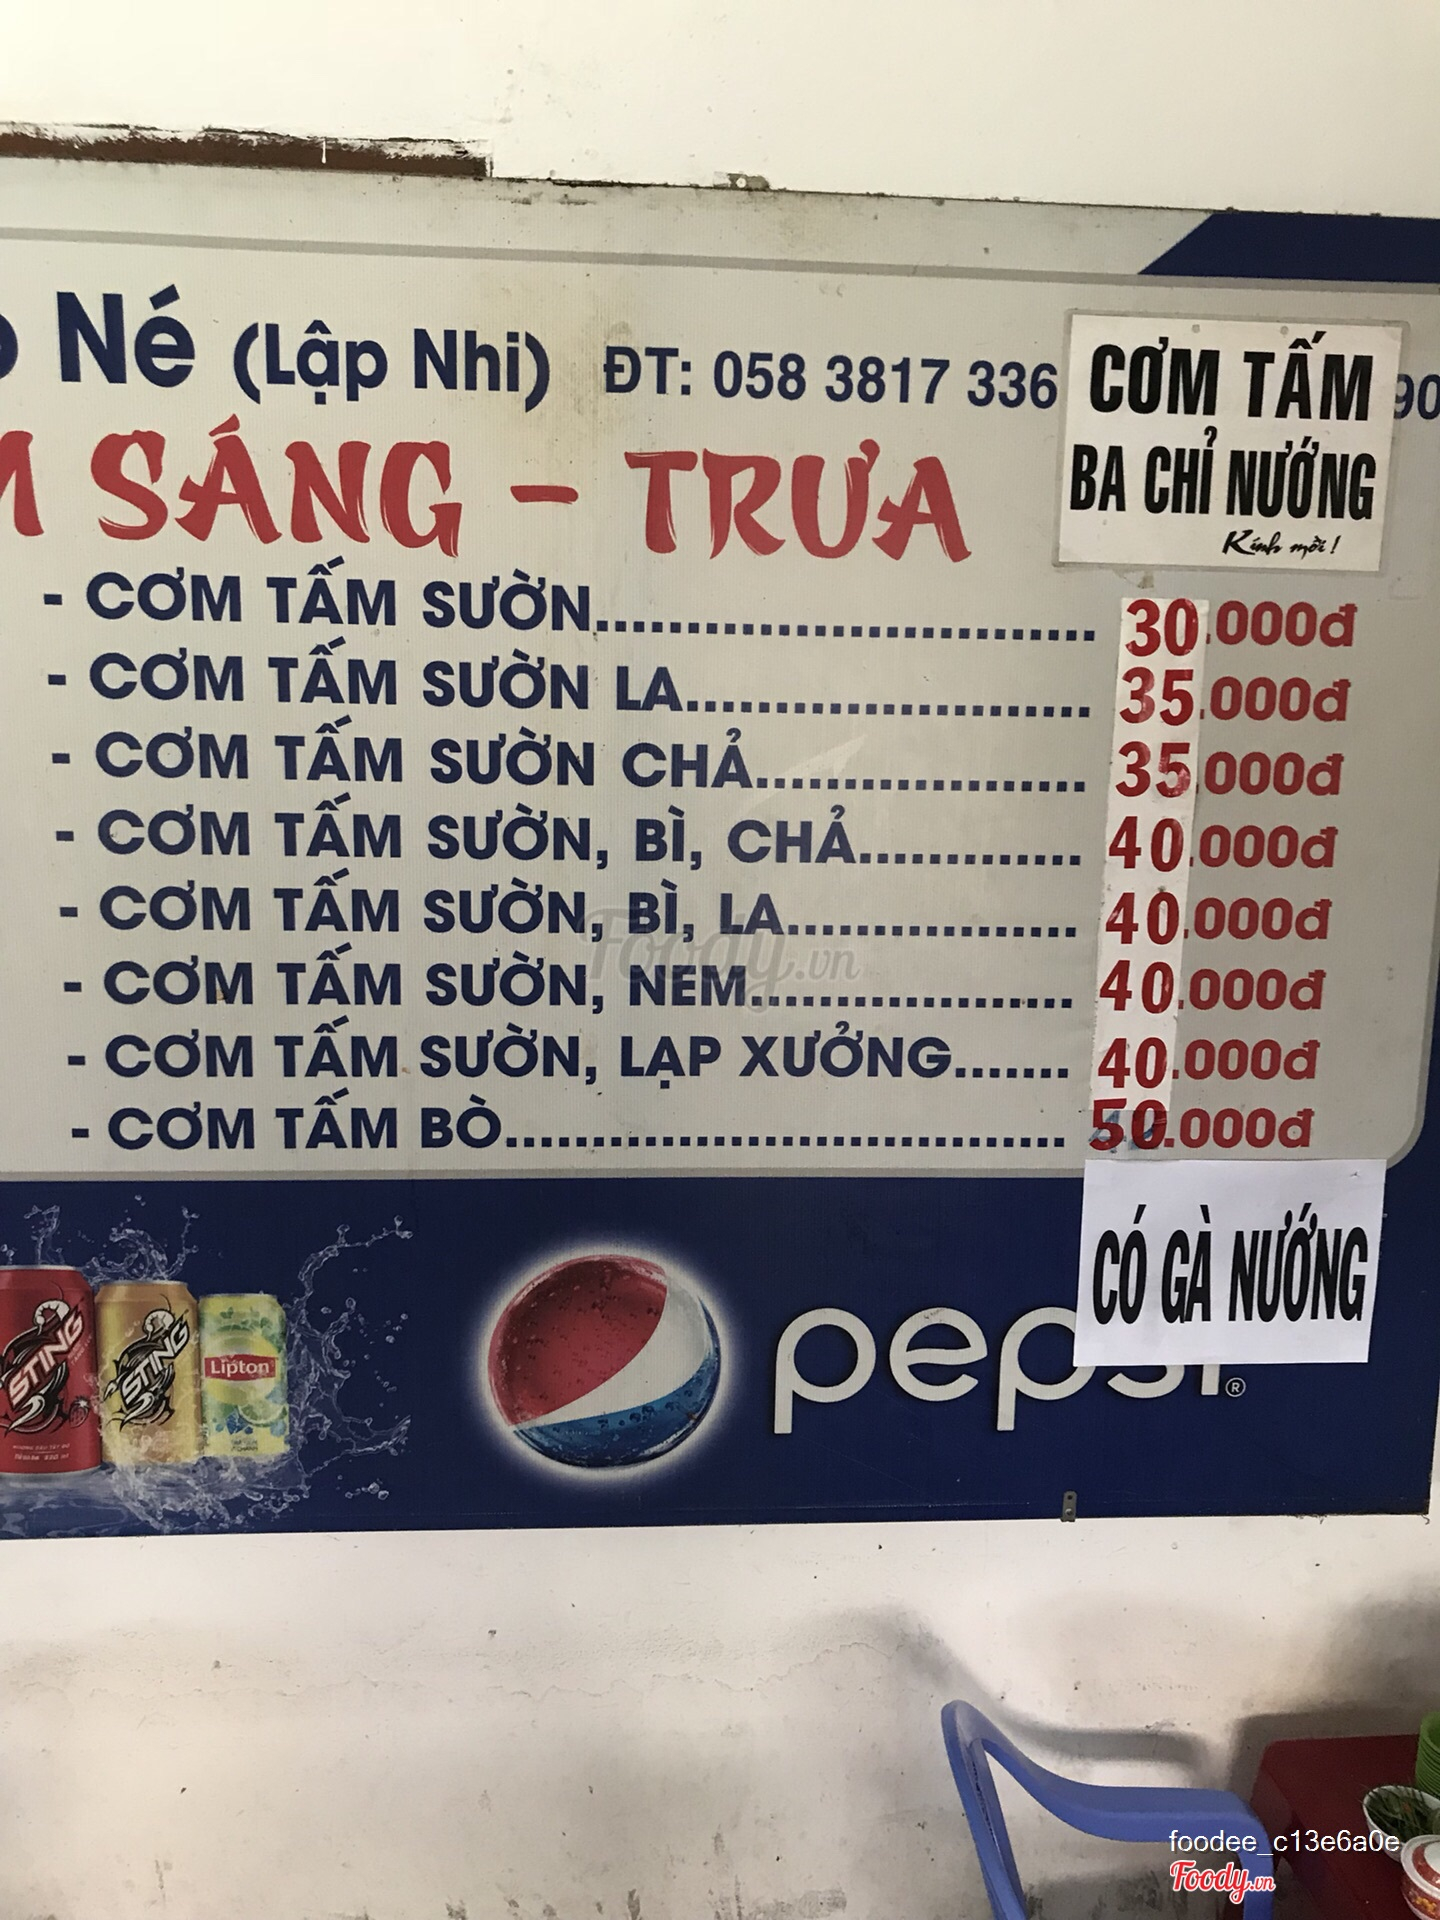 Né (Lập Nhi) ĐT: 058 3817 336
90
CƠM TẤM
BA CHỈ NƯỚNG
Kính mời!
SÁNG - TRƯA
- CƠM TẤM SƯỜN............................... 30.000đ
- CƠM TẤM SƯỜN LA......................... 35.000đ
- CƠM TẤM SƯỜN CHẢ.................... 35.000đ
- CƠM TẤM SƯỜN, BÌ, CHẢ............. 40.000đ
- CƠM TẤM SƯỜN, BÌ, LA................. 40.000đ
- CƠM TẤM SƯỜN, NEM................... 40.000đ
- CƠM TẤM SƯỜN, LẠP XƯỞNG....... 40.000đ
- CƠM TẤM BÒ................................. 50.000đ
CÓ GÀ NƯỚNG
STING
STING
Lipton
pepsi®
Foody.vn
foodee_c13e6a0e
Foody.vn